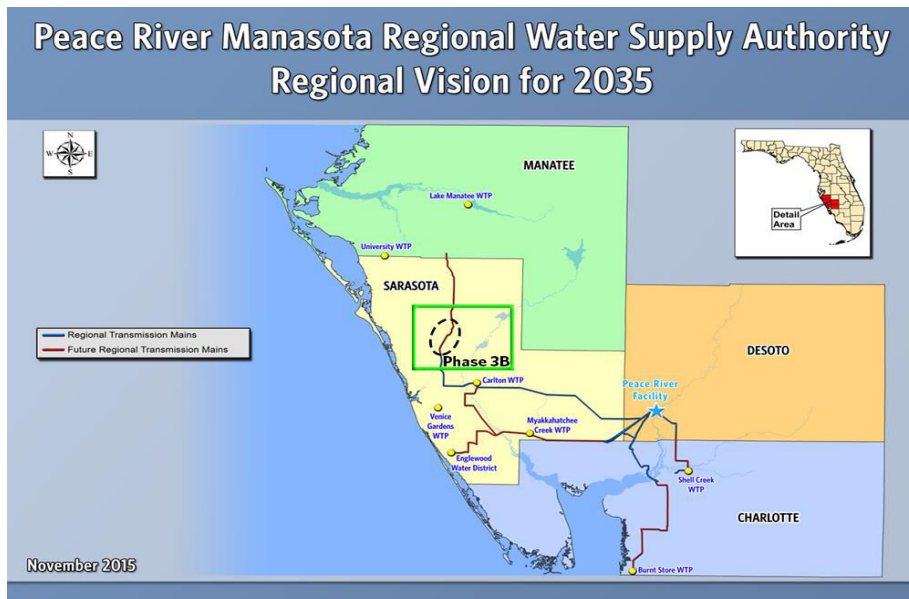 Peace River Manasota Regional Water Supply Authority
Regional Vision for 2035
N
W E
S
MANATEE
Lake Manatee WTP
Detail
Area
University WTP
SARASOTA
Regional Transmission Mains
Future Regional Transmission Mains
Phase 3B
DESOTO
Carlton WTP
Peace River
Facility
Venice
Gardens
WTP
Myakkahatchee
Creek WTP
Englewood
Water District
Shell Creek
WTP
CHARLOTTE
November 2015
Burnt Store WTP